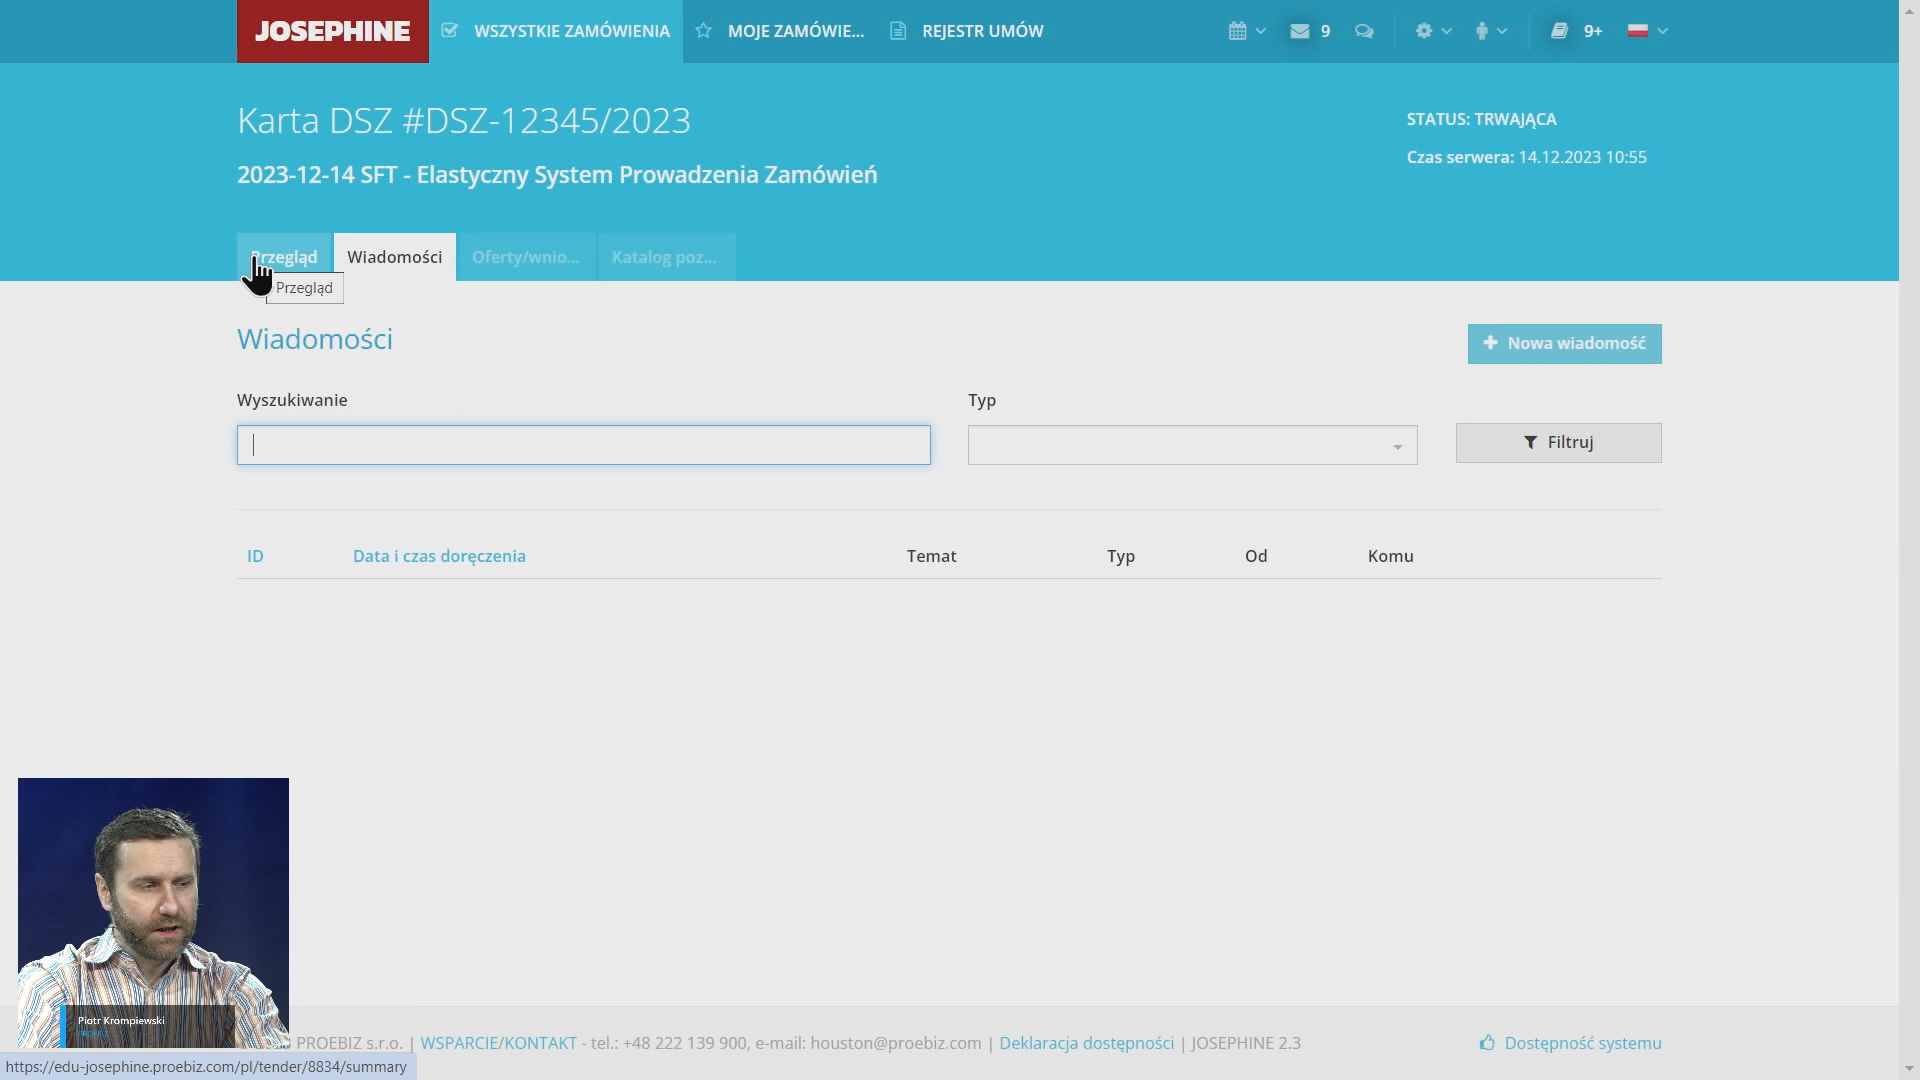 JOSEPHINE
WSZYSTKIE ZAMÓWIENIA
MOJE ZAMÓWIE...
REJESTR UMÓW
9
9+
Karta DSZ #DSZ-12345/2023
STATUS: TRWAJĄCA
2023-12-14 SFT - Elastyczny System Prowadzenia Zamówień
Czas serwera: 14.12.2023 10:55
Przegląd
Wiadomości
Oferty/wnio...
Katalog poz...
Przegląd
Wiadomości
Nowa wiadomość
Wyszukiwanie
Typ
Filtruj
ID
Data i czas doręczenia
Temat
Typ
Od
Komu
Piotr Krompiewski
PROEBIZ s.r.o. | WSPARCIE/KONTAKT - tel.: +48 222 139 900, e-mail: houston@proebiz.com | Deklaracja dostępności | JOSEPHINE 2.3
Dostępność systemu
https://edu-josephine.proebiz.com/pl/tender/8834/summary